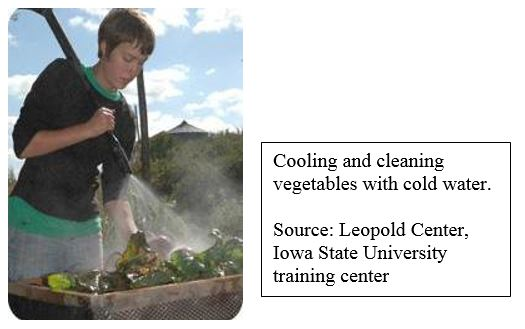 Cooling and cleaning
vegetables with cold water.
Source: Leopold Center,
Iowa State University
training center